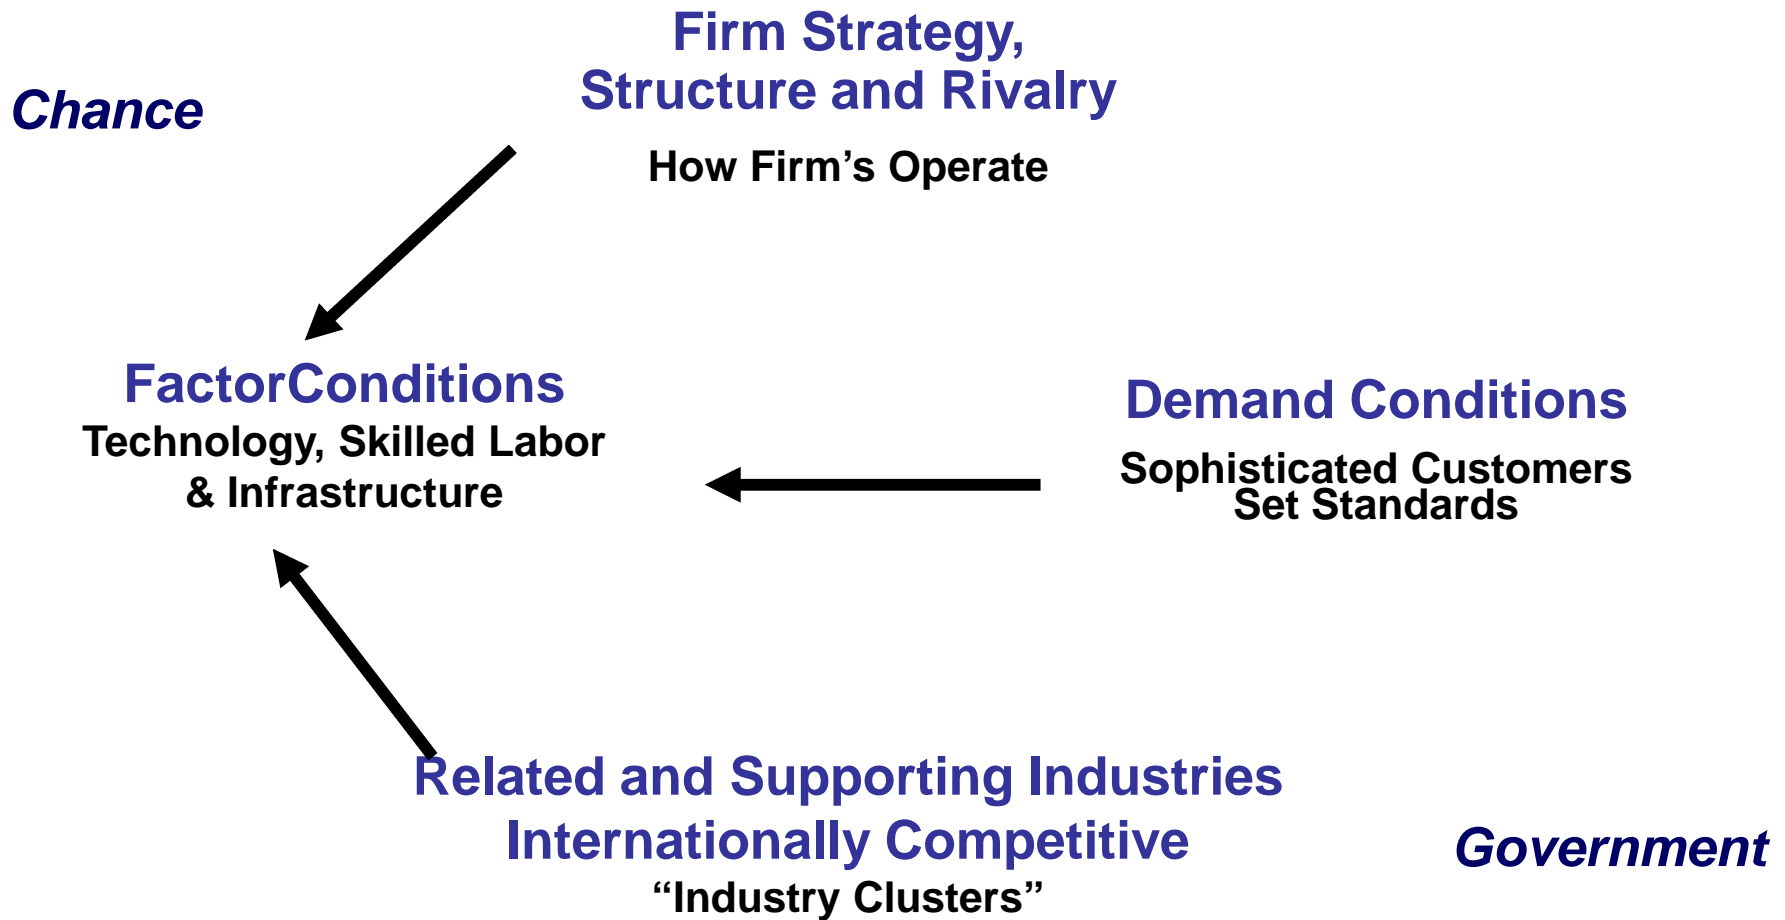 Firm Strategy,
Structure and Rivalry
Chance
How Firm’s Operate
FactorConditions
Technology, Skilled Labor
& Infrastructure
Demand Conditions
Sophisticated Customers
Set Standards
Related and Supporting Industries
Internationally Competitive
“Industry Clusters”
Government